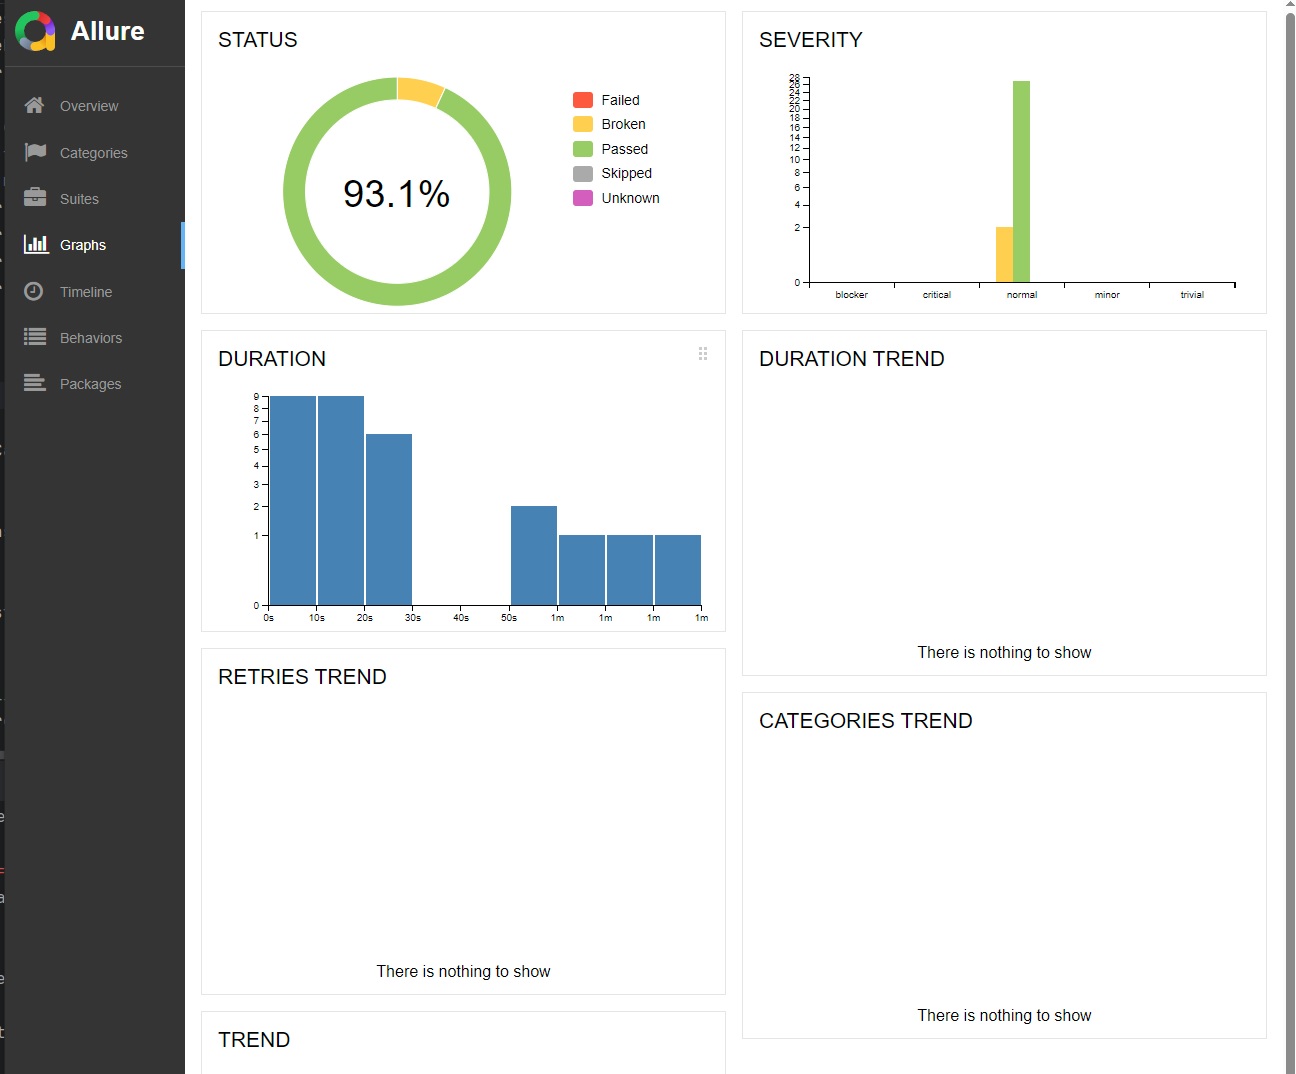 Allure
Overview
Categories
Suites
Graphs
Timeline
Behaviors
Packages
STATUS
93.1%
Failed
Broken
Passed
Skipped
Unknown
SEVERITY
28
26
24
22
20
18
16
14
12
10
8
6
4
2
0
blocker critical normal minor trivial
DURATION
9
8
7
6
5
4
3
2
1
0
0s 10s 20s 30s 40s 50s 1m 1m 1m 1m
DURATION TREND
There is nothing to show
RETRIES TREND
There is nothing to show
CATEGORIES TREND
There is nothing to show
TREND